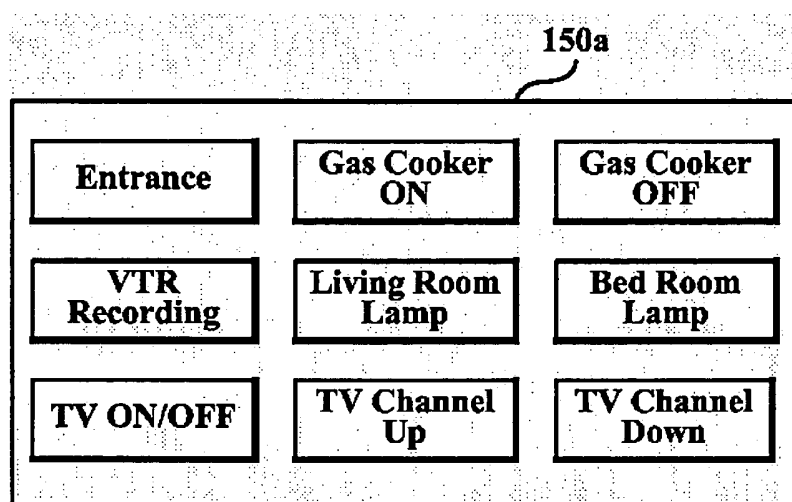 150a
Entrance
Gas Cooker
ON
Gas Cooker
OFF
VTR
Recording
Living Room
Lamp
Bed Room
Lamp
TV ON/OFF
TV Channel
Up
TV Channel
Down